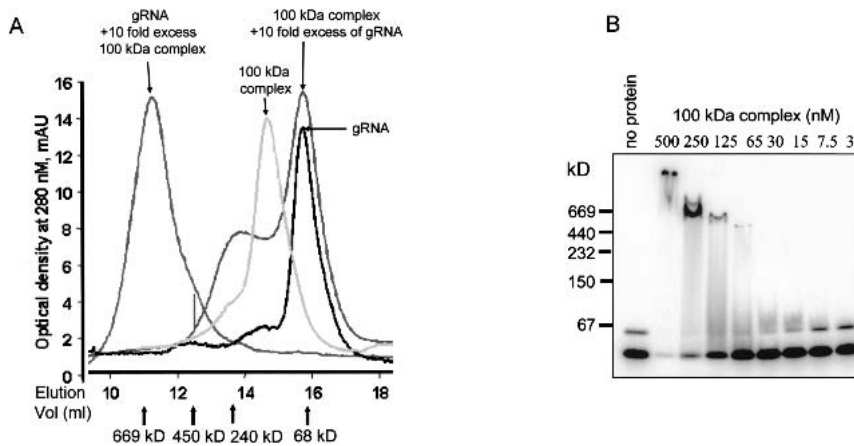 A
gRNA
+10 fold excess
100 kDa complex
100 kDa complex
+10 fold excess of gRNA
100 kDa
complex
gRNA
Optical density at 280 nM, mAU
16
14
12
10
8
6
4
2
0
Elution
Vol (ml)
10
12
14
16
18
669 kD
450 kD
240 kD
68 kD
B
no protein
100 kDa complex (nM)
500 250 125 65 30 15 7.5 3
kD
669
440
232
150
67